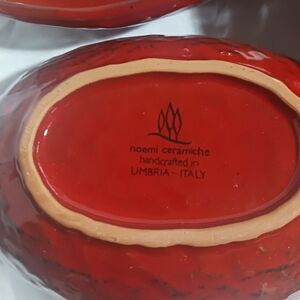 noemi ceramiche
handcrafted in
UMBRIA - ITALY